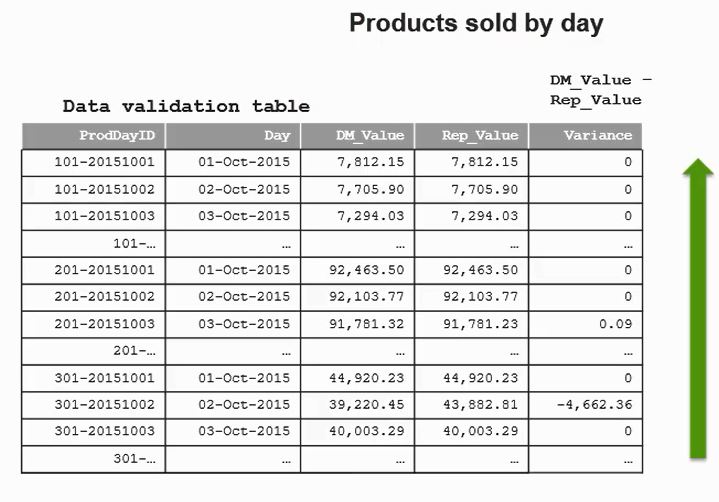 Products sold by day
DM_Value –
Rep_Value
Data validation table
ProdDayID Day DM_Value Rep_Value Variance
101-20151001 01-Oct-2015 7,812.15 7,812.15 0
101-20151002 02-Oct-2015 7,705.90 7,705.90 0
101-20151003 03-Oct-2015 7,294.03 7,294.03 0
101-… … … … …
201-20151001 01-Oct-2015 92,463.50 92,463.50 0
201-20151002 02-Oct-2015 92,103.77 92,103.77 0
201-20151003 03-Oct-2015 91,781.32 91,781.23 0.09
201-… … … … …
301-20151001 01-Oct-2015 44,920.23 44,920.23 0
301-20151002 02-Oct-2015 39,220.45 43,882.81 -4,662.36
301-20151003 03-Oct-2015 40,003.29 40,003.29 0
301-… … … … …